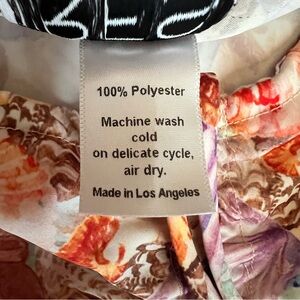 100% Polyester
Machine wash
cold
on delicate cycle,
air dry.
Made in Los Angeles